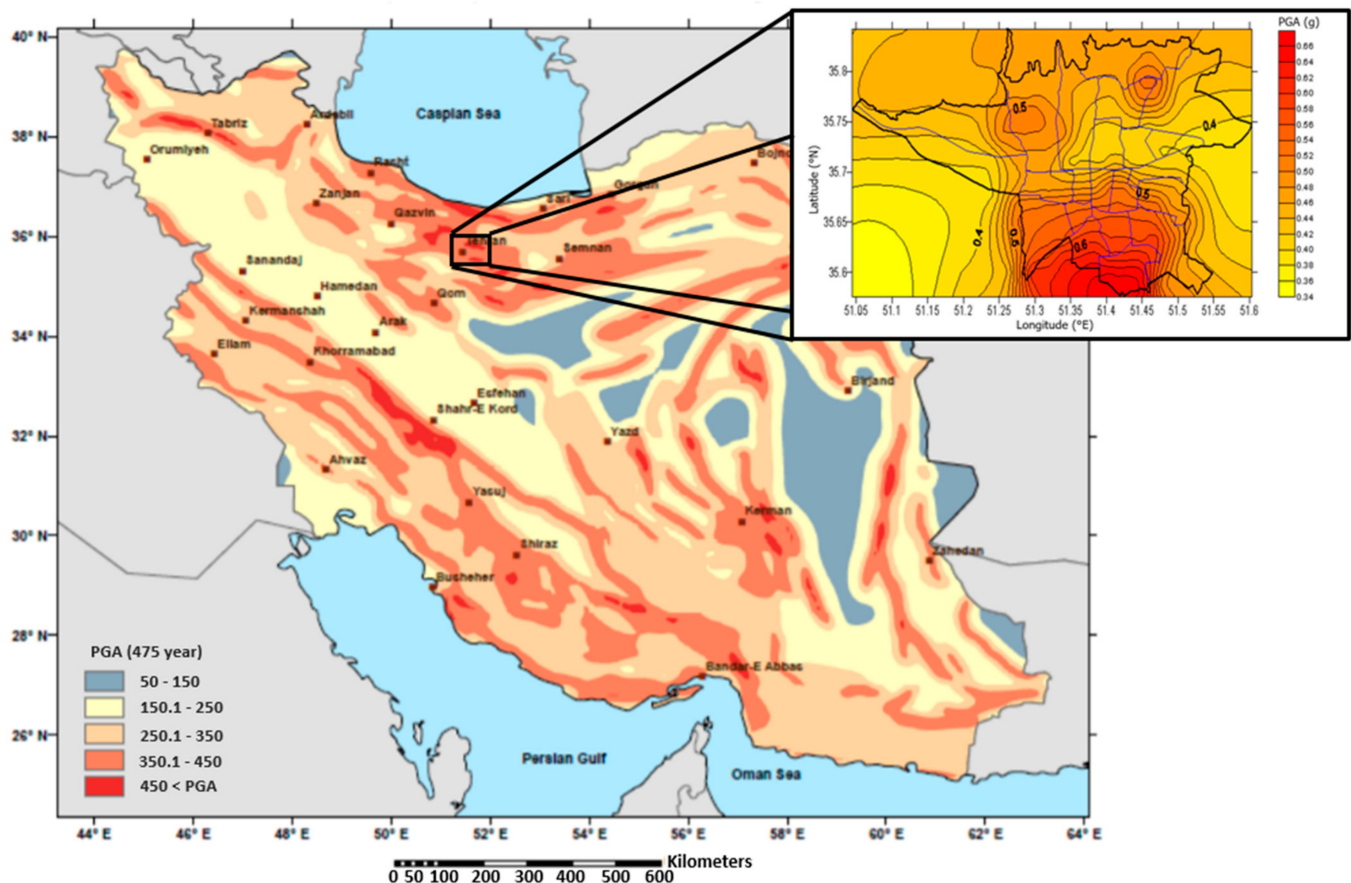 40° N
38° N
36° N
34° N
32° N
30° N
28° N
26° N
Caspian Sea
Tabriz
Ardebil
Orumiyeh
Rasht
Zanjan
Qazvin
Gorgan
Sari
Tehran
Semnan
Sanandaj
Hamedan
Qom
Kermanshah
Arak
Ellam
Khorramabad
Birjand
Esfehan
Shahr-E Kord
Yazd
Ahvaz
Yasuj
Kerman
Shiraz
Zahedan
Busheher
Bandar-E Abbas
Persian Gulf
Oman Sea
PGA (475 year)
50 - 150
150.1 - 250
250.1 - 350
350.1 - 450
450 < PGA
44° E 46° E 48° E 50° E 52° E 54° E 56° E 58° E 60° E 62° E 64° E
Kilometers
0 50 100 200 300 400 500 600
PGA (g)
0.66
0.64
0.62
0.60
0.58
0.56
0.54
0.52
0.50
0.48
0.46
0.44
0.42
0.40
0.38
0.36
0.34
Latitude (°N)
35.8
35.75
35.7
35.65
35.6
0.5
0.4
0.5
0.4
0.5
0.6
51.05 51.1 51.15 51.2 51.25 51.3 51.35 51.4 51.45 51.5 51.55 51.6
Longitude (°E)